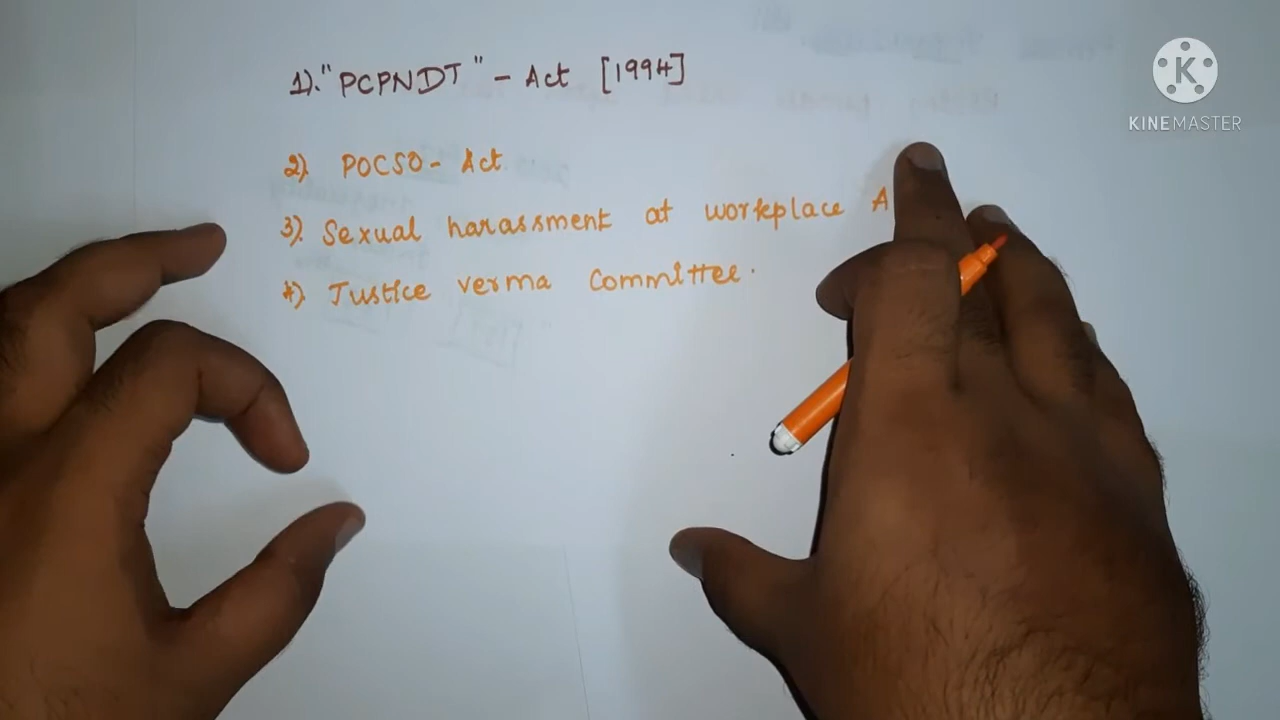 1). "PCPNDT" - Act [1994]
2). POCSO - Act
3). Sexual harassment at workplace A
4). Justice verma Committee.
K
KINEMASTER